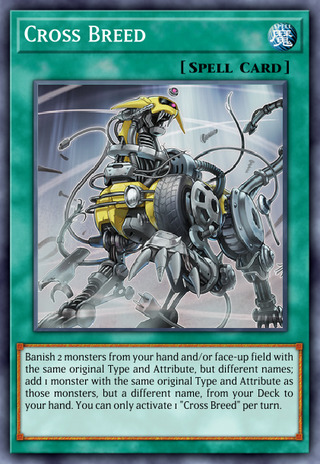 Cross Breed
魔
[ Spell Card ]
Banish 2 monsters from your hand and/or face-up field with
the same original Type and Attribute, but different names;
add 1 monster with the same original Type and Attribute as
those monsters, but a different name, from your Deck to
your hand. You can only activate 1 "Cross Breed" per turn.